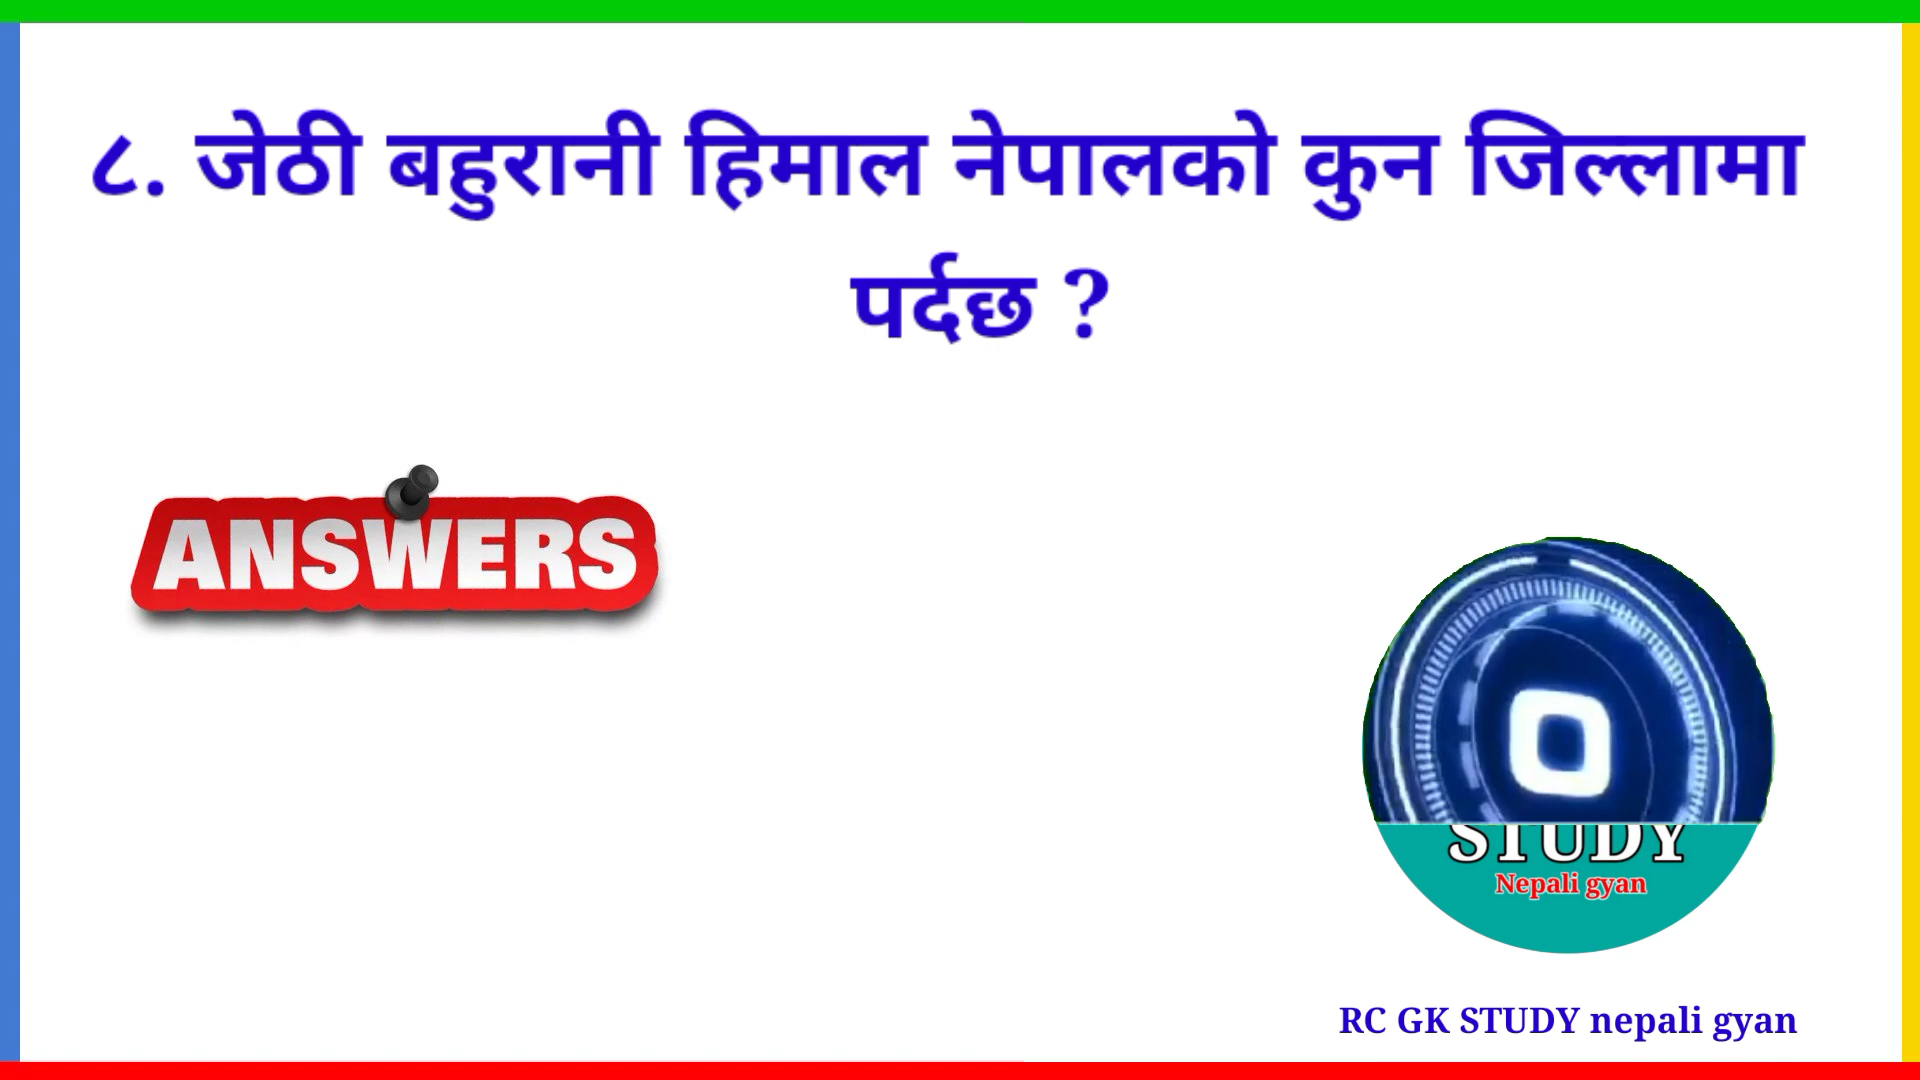 ८. जेठी बहुरानी हिमाल नेपालको कुन जिल्लामा
पर्दछ ?
ANSWERS
STUDY
Nepali gyan
RC GK STUDY nepali gyan